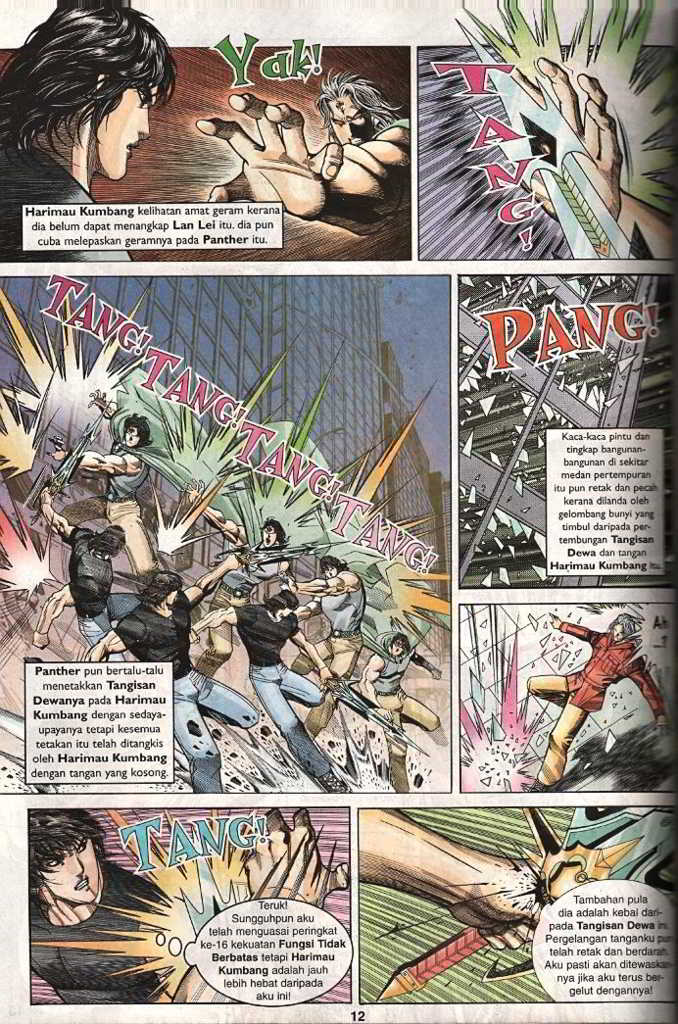 Yak!
Harimau Kumbang kelihatan amat geram kerana
dia belum dapat menangkap Lan Lei itu. dia pun
cuba melepaskan geramnya pada Panther itu.
TANG!
TANG! TANG! TANG! TANG! TANG!
Panther pun bertalu-talu
menetakkan Tangisan
Dewanya pada Harimau
Kumbang dengan sedaya-
upayanya tetapi kesemua
tetakan itu telah ditangkis
oleh Harimau Kumbang
dengan tangan yang kosong.
PANG!
Kaca-kaca pintu dan
tingkap bangunan-
bangunan di sekitar
medan pertempuran
itu pun retak dan pecah
kerana dilanda oleh
gelombang bunyi yang
timbul daripada per-
tembungan Tangisan
Dewa dan tangan
Harimau Kumbang itu.
Ah
...!?
TANG!
Teruk!
Sungguhpun aku
telah menguasai peringkat
ke-16 kekuatan Fungsi Tidak
Berbatas tetapi Harimau
Kumbang adalah jauh
lebih hebat daripada
aku ini!
Tambahan pula
dia adalah kebal dari-
pada Tangisan Dewa ini.
Pergelangan tanganku pun
telah retak dan berdarah.
Aku pasti akan ditewaskan-
nya jika aku terus ber-
gelut dengannya!
12